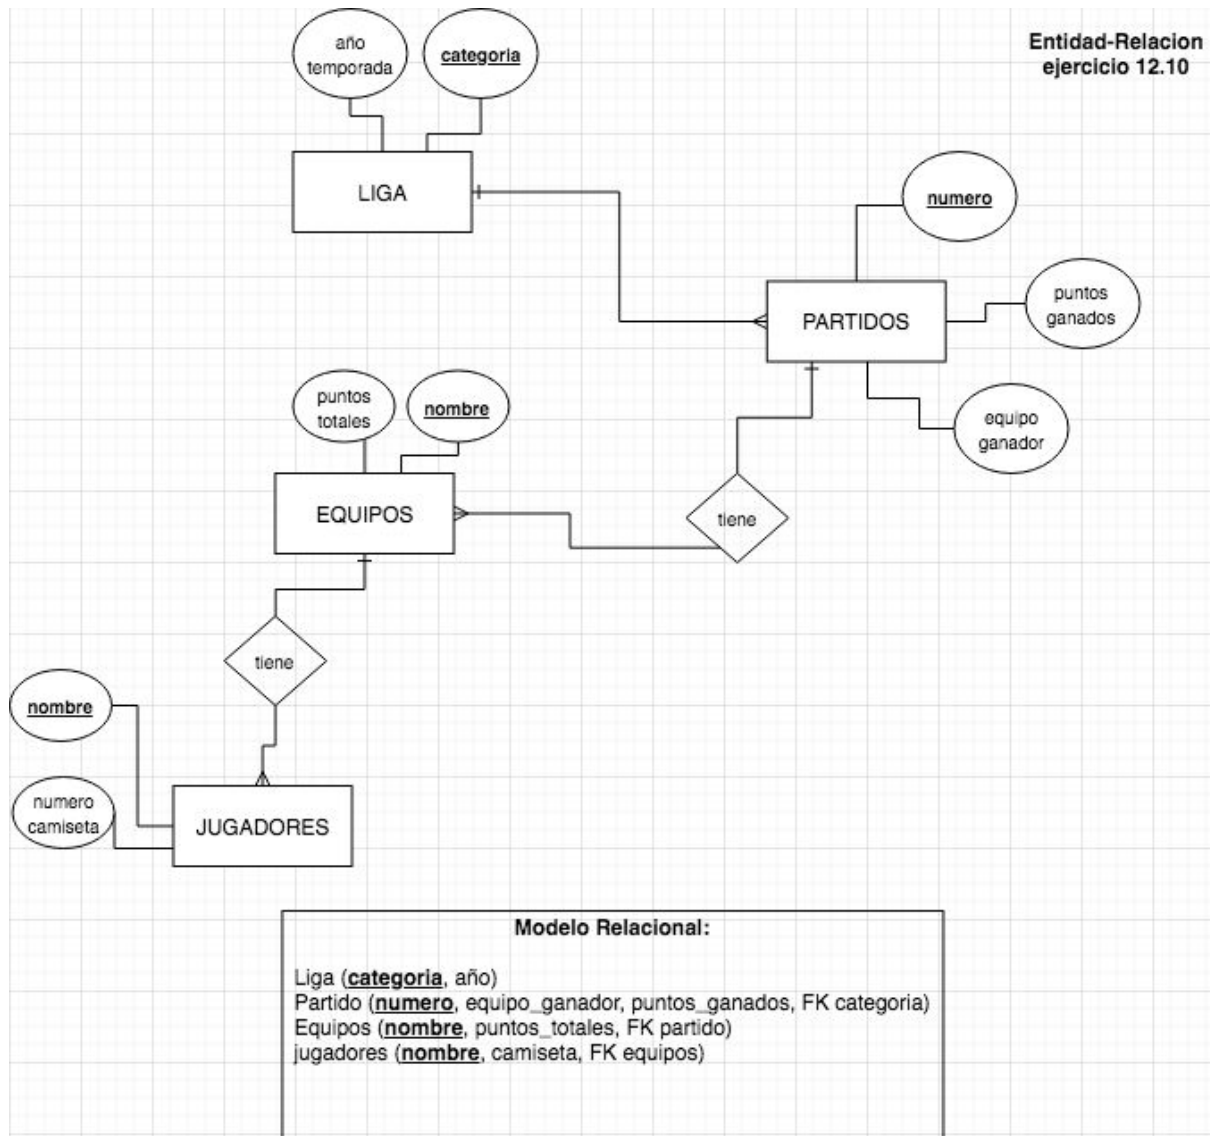 Entidad-Relacion
ejercicio 12.10
año
temporada
categoria
LIGA
numero
puntos
ganados
PARTIDOS
equipo
ganador
puntos
totales
nombre
EQUIPOS
tiene
tiene
nombre
numero
camiseta
JUGADORES
Modelo Relacional:
Liga (categoria, año)
Partido (numero, equipo_ganador, puntos_ganados, FK categoria)
Equipos (nombre, puntos_totales, FK partido)
jugadores (nombre, camiseta, FK equipos)